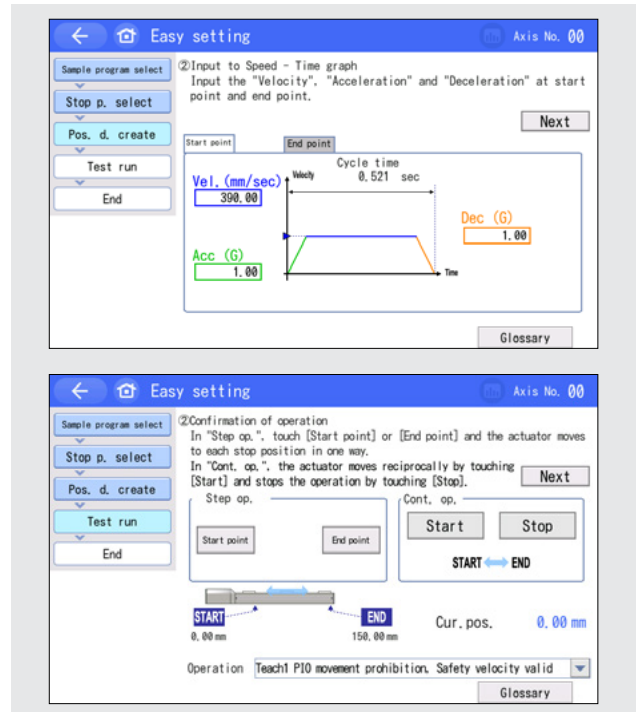 Easy setting
Axis No. 00
Sample program select
Stop p. select
Pos. d. create
Test run
End
②Input to Speed - Time graph
Input the "Velocity", "Acceleration" and "Deceleration" at start
point and end point.
Next
Start point
End point
Cycle time
0.521 sec
Vel.(mm/sec)
390.00
Velocity
Dec (G)
1.00
Acc (G)
1.00
Time
Glossary
Easy setting
Axis No. 00
Sample program select
Stop p. select
Pos. d. create
Test run
End
②Confirmation of operation
In "Step op.", touch [Start point] or [End point] and the actuator moves
to each stop position in one way.
In "Cont. op.", the actuator moves reciprocally by touching
[Start] and stops the operation by touching [Stop].
Next
Step op.
Start point
End point
Cont. op.
Start
Stop
START END
START
0.00 mm
END
150.00 mm
Cur.pos. 0.00 mm
Operation Teach1 PIO movement prohibition, Safety velocity valid
Glossary